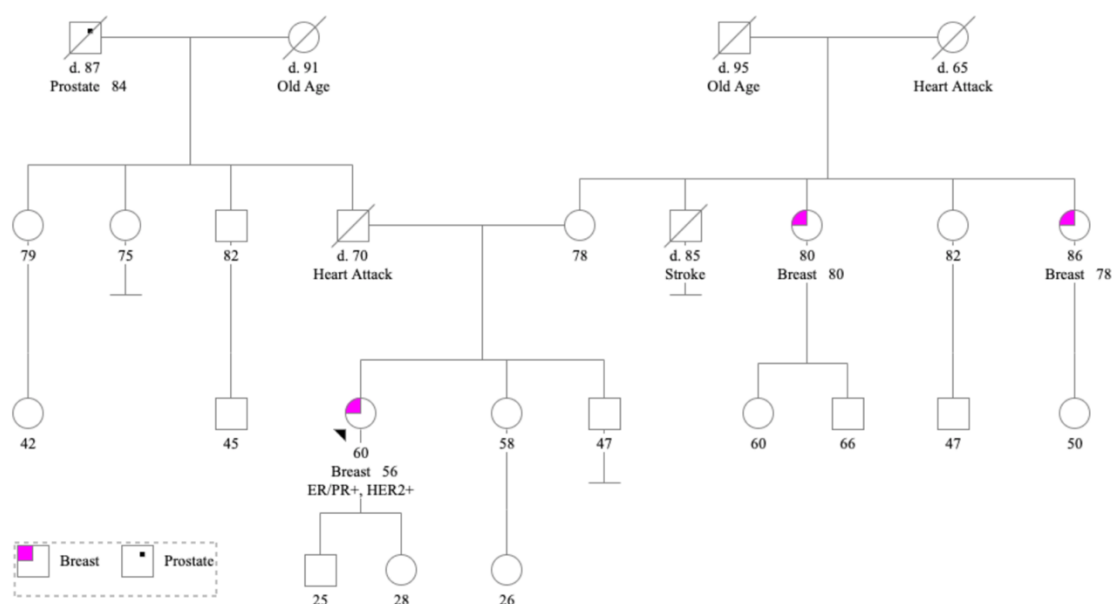 d. 87
Prostate 84
d. 91
Old Age
d. 95
Old Age
d. 65
Heart Attack
79
75
82
d. 70
Heart Attack
78
d. 85
Stroke
80
Breast 80
82
86
Breast 78
42
45
60
Breast 56
ER/PR+, HER2+
58
47
60
66
47
50
25
28
26
Breast
Prostate